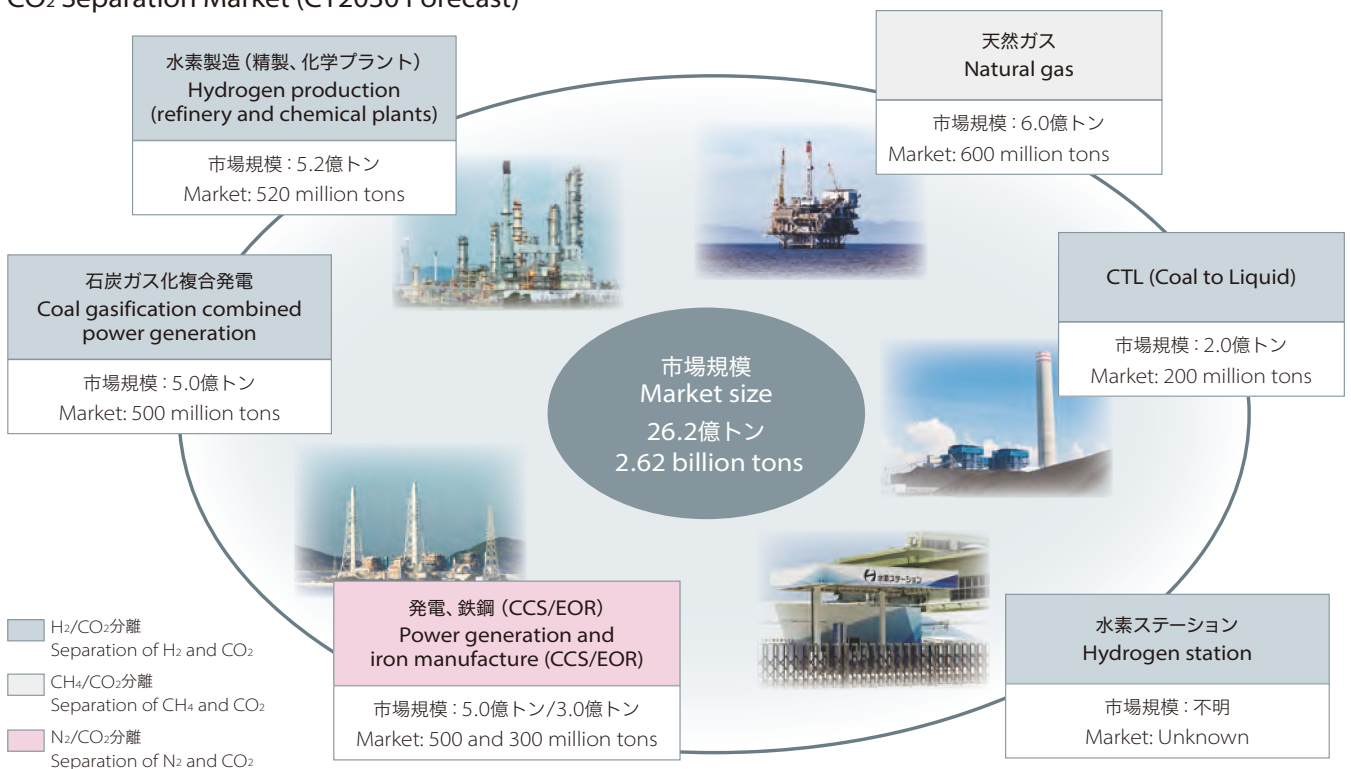 CO2 Separation Market (CY2030 Forecast)
水素製造（精製、化学プラント）
Hydrogen production
(refinery and chemical plants)
市場規模：5.2億トン
Market: 520 million tons
天然ガス
Natural gas
市場規模：6.0億トン
Market: 600 million tons
石炭ガス化複合発電
Coal gasification combined
power generation
市場規模：5.0億トン
Market: 500 million tons
CTL (Coal to Liquid)
市場規模：2.0億トン
Market: 200 million tons
市場規模
Market size
26.2億トン
2.62 billion tons
水素ステーション
発電、鉄鋼（CCS/EOR)
Power generation and
iron manufacture (CCS/EOR)
市場規模：5.0億トン/3.0億トン
Market: 500 and 300 million tons
水素ステーション
Hydrogen station
市場規模：不明
Market: Unknown
H2/CO2分離
Separation of H2 and CO2
CH4/CO2分離
Separation of CH4 and CO2
N2/CO2分離
Separation of N2 and CO2